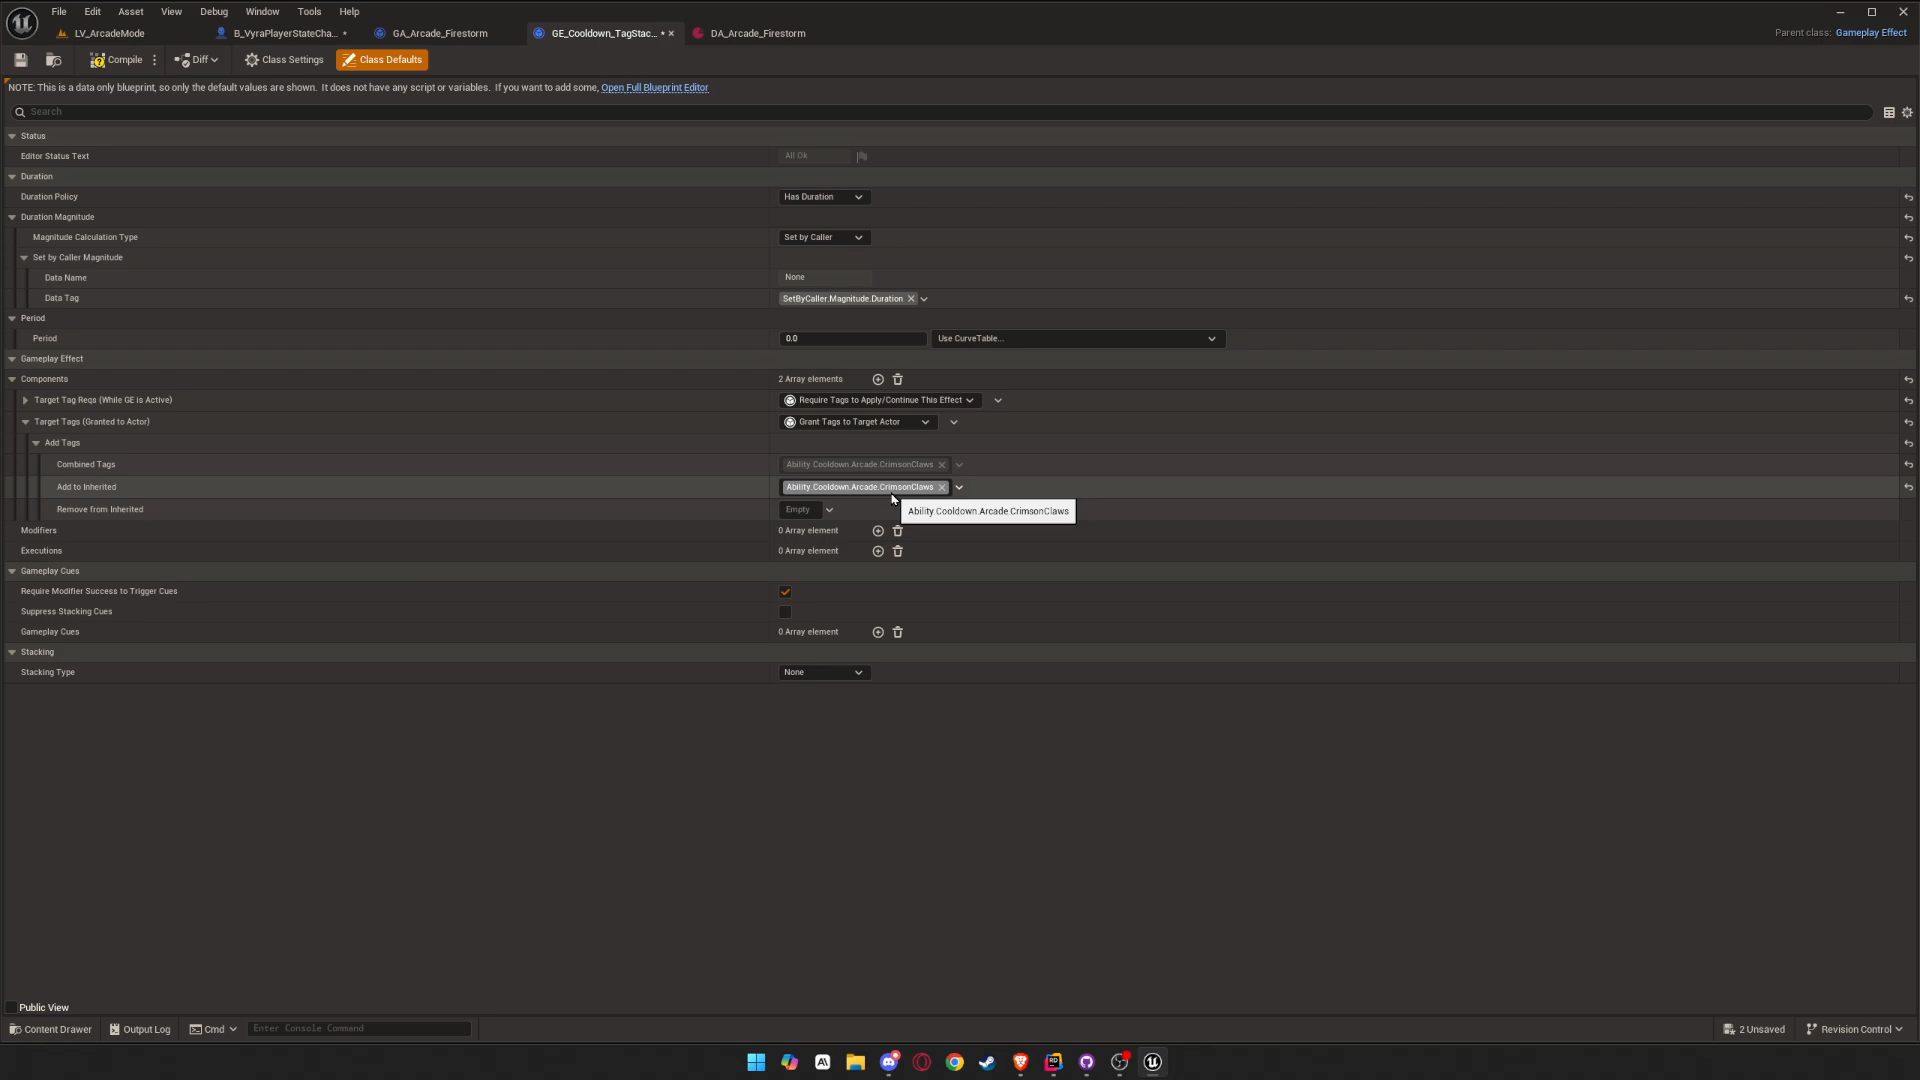 File Edit Asset View Debug Window Tools Help
LV_ArcadeMode B_VyraPlayerStateCha... * GA_Arcade_Firestorm GE_Cooldown_TagStac... * DA_Arcade_Firestorm Parent class: Gameplay Effect
Compile Diff Class Settings Class Defaults
NOTE: This is a data only blueprint, so only the default values are shown. It does not have any script or variables. If you want to add some, Open Full Blueprint Editor
Search
Status
Editor Status Text All Ok
Duration
Duration Policy Has Duration
Duration Magnitude
Magnitude Calculation Type Set by Caller
Set by Caller Magnitude
Data Name None
Data Tag SetByCaller.Magnitude.Duration
Period
Period 0.0 Use CurveTable...
Gameplay Effect
Components 2 Array elements
Target Tag Reqs (While GE is Active) Require Tags to Apply/Continue This Effect
Target Tags (Granted to Actor) Grant Tags to Target Actor
Add Tags
Combined Tags Ability.Cooldown.Arcade.CrimsonClaws
Add to Inherited Ability.Cooldown.Arcade.CrimsonClaws
Remove from Inherited Empty Ability.Cooldown.Arcade.CrimsonClaws
Modifiers 0 Array element
Executions 0 Array element
Gameplay Cues
Require Modifier Success to Trigger Cues
Suppress Stacking Cues
Gameplay Cues 0 Array element
Stacking
Stacking Type None
Public View
Content Drawer Output Log Cmd Enter Console Command 2 Unsaved Revision Control